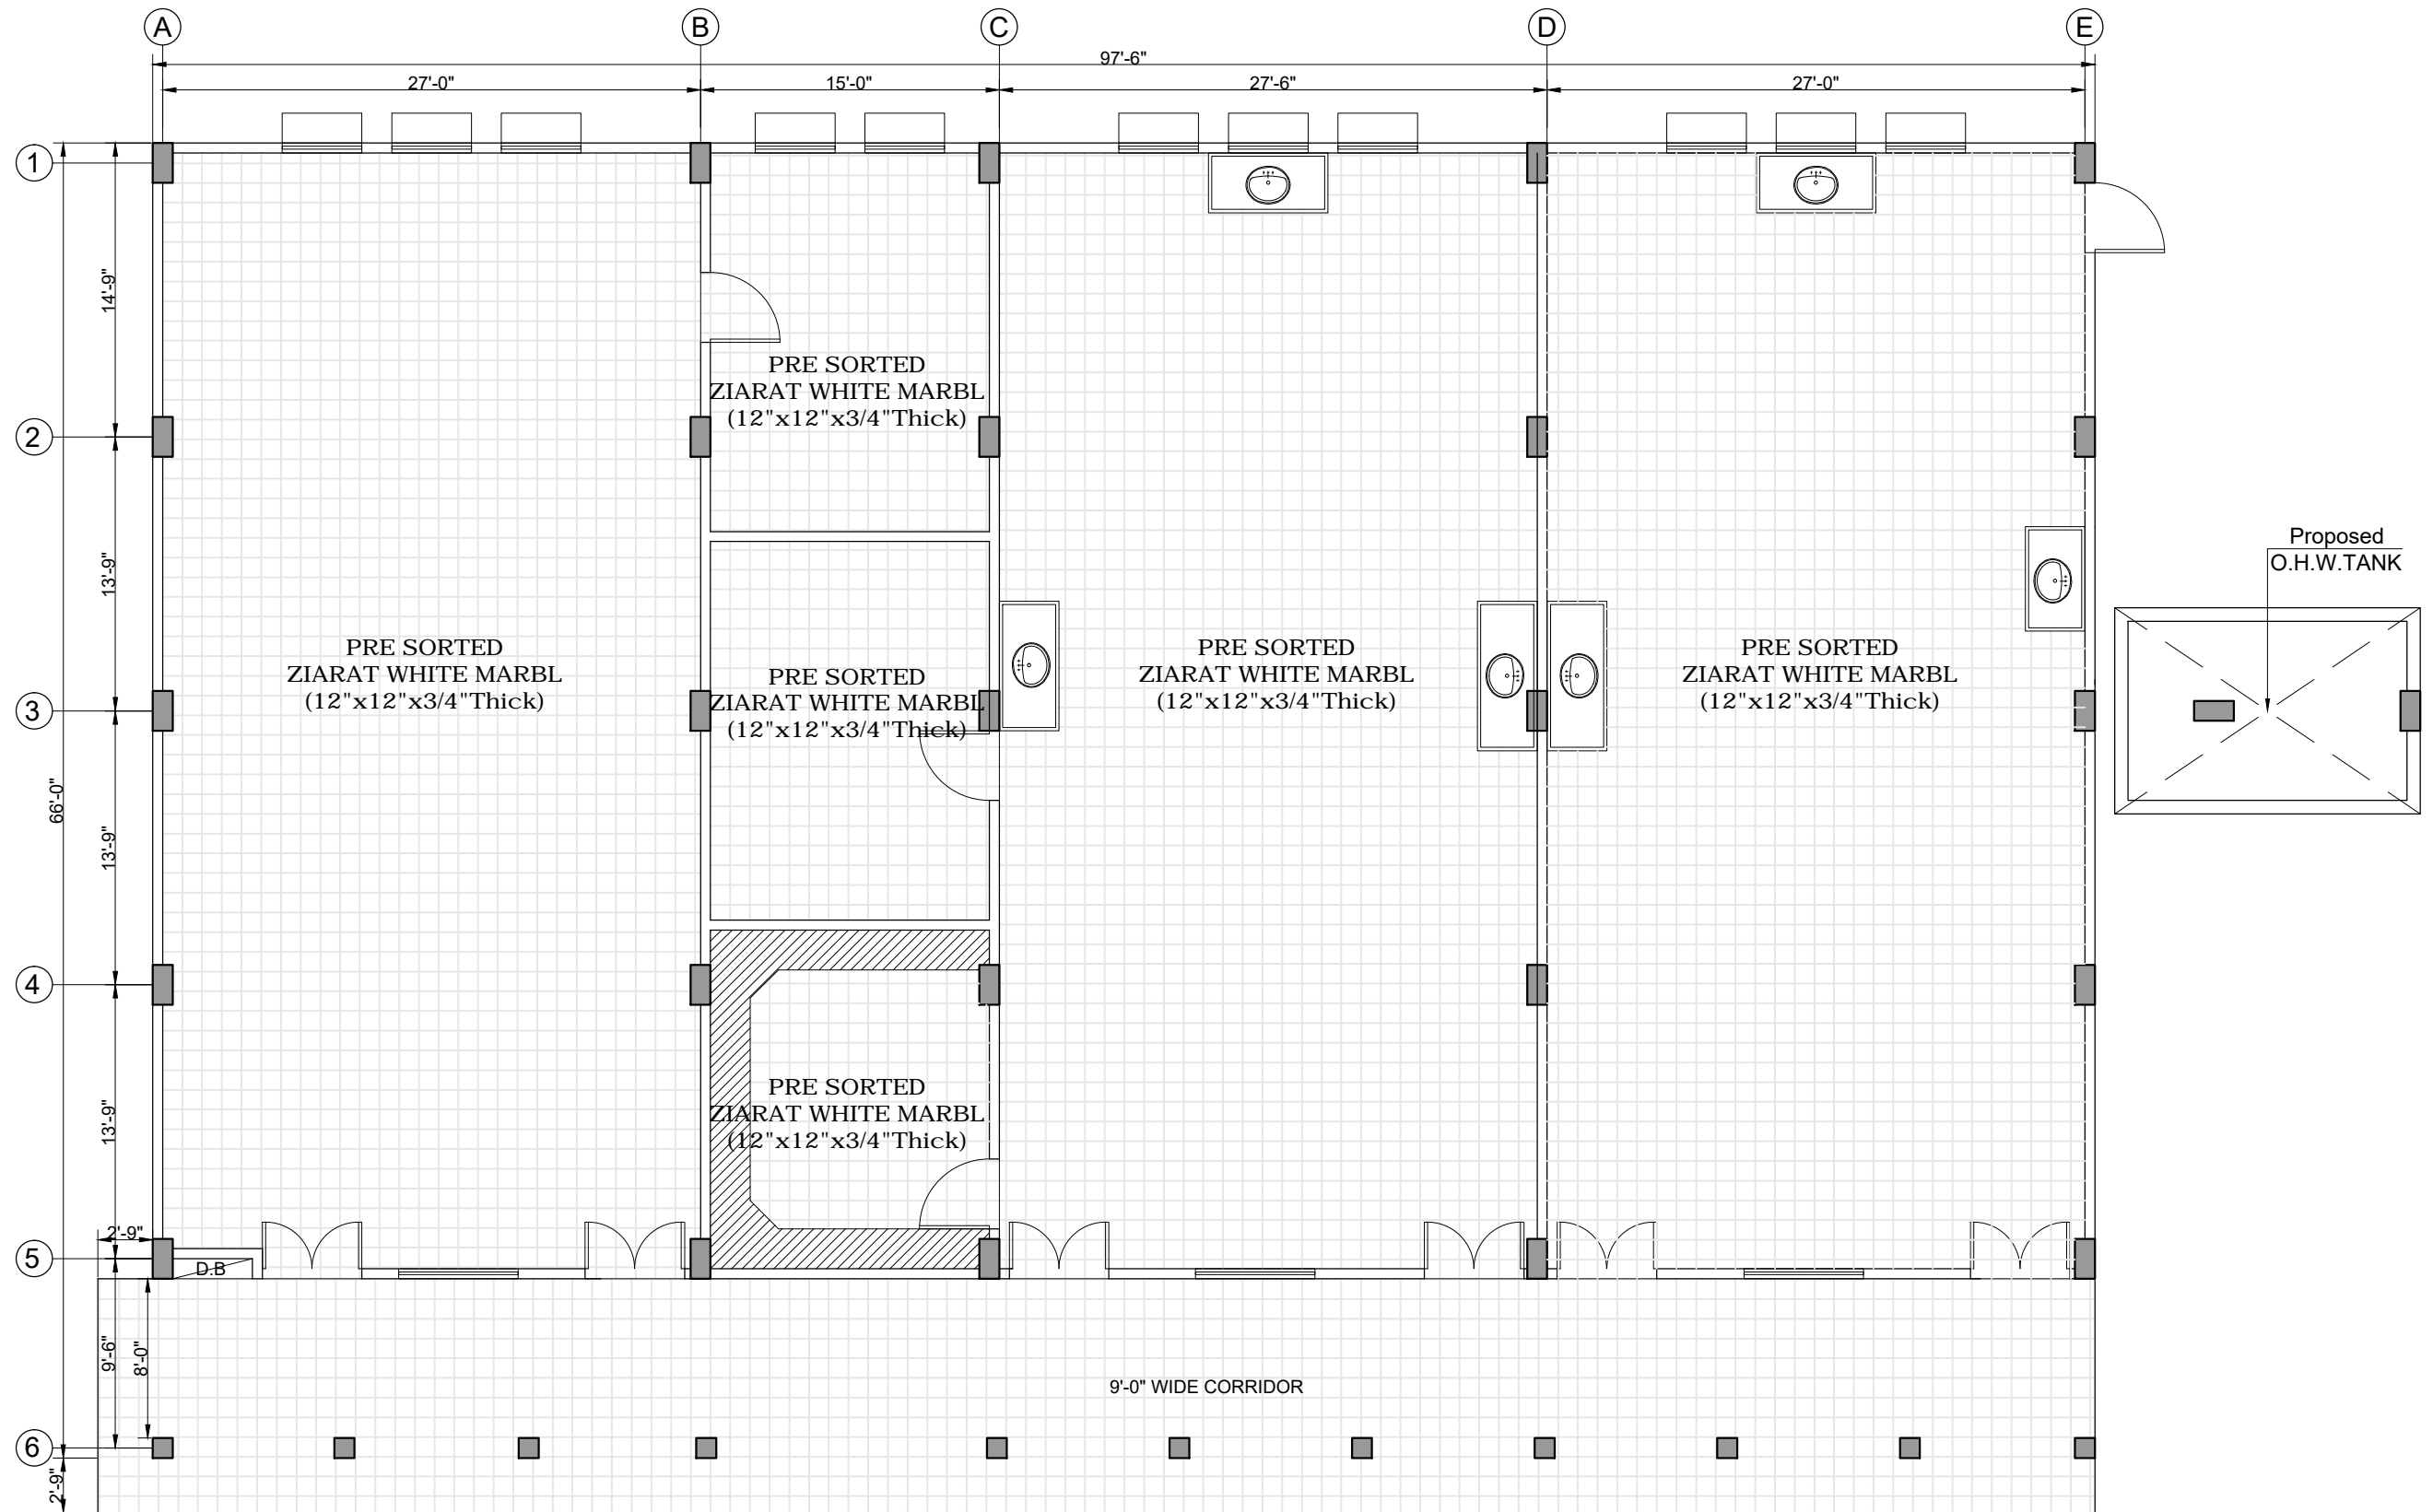 A
B
C
D
E
97'-6"
27'-0"
15'-0"
27'-6"
27'-0"
1
2
3
4
5
6
14'-9"
13'-9"
13'-9"
13'-9"
66'-0"
2'-9"
9'-6"
8'-0"
2'-9"
PRE SORTED
ZIARAT WHITE MARBL
(12"x12"x3/4"Thick)
PRE SORTED
ZIARAT WHITE MARBL
(12"x12"x3/4"Thick)
PRE SORTED
ZIARAT WHITE MARBL
(12"x12"x3/4"Thick)
PRE SORTED
ZIARAT WHITE MARBL
(12"x12"x3/4"Thick)
PRE SORTED
ZIARAT WHITE MARBL
(12"x12"x3/4"Thick)
PRE SORTED
ZIARAT WHITE MARBL
(12"x12"x3/4"Thick)
Proposed
O.H.W.TANK
D.B
9'-0" WIDE CORRIDOR